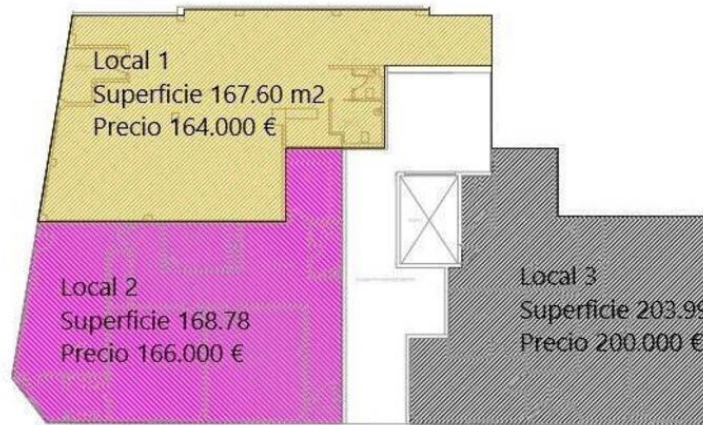 Local 1
Superficie 167.60 m2
Precio 164.000 €
Local 2
Superficie 168.78
Precio 166.000 €
Local 3
Superficie 203.99
Precio 200.000 €